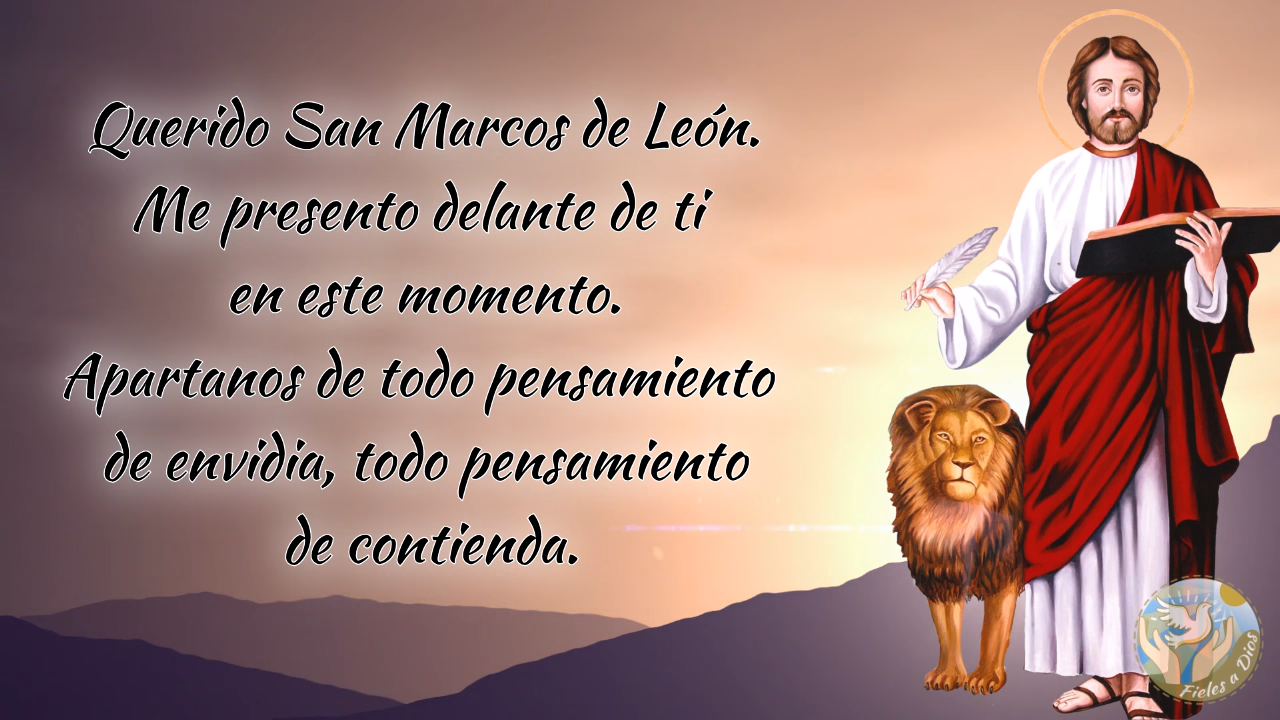 Querido San Marcos de León.
Me presento delante de ti
en este momento.
Apartanos de todo pensamiento
de envidia, todo pensamiento
de contienda.
Fieles a Dios